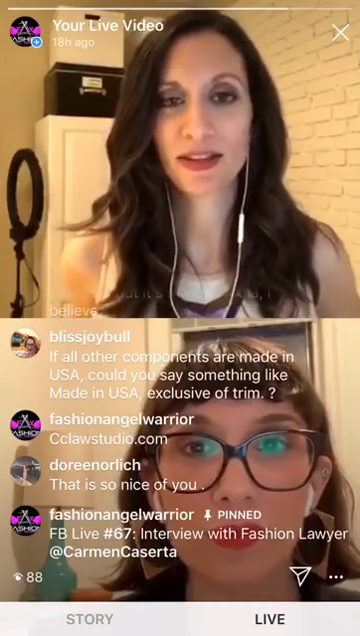 Your Live Video
18h ago
believe.
blissjoybull
If all other components are made in
USA, could you say something like
Made in USA, exclusive of trim. ?
fashionangelwarrior
Cclawstudio.com
doreenorlich
That is so nice of you .
fashionangelwarrior PINNED
FB Live #67: Interview with Fashion Lawyer
@CarmenCaserta
88
STORY
LIVE